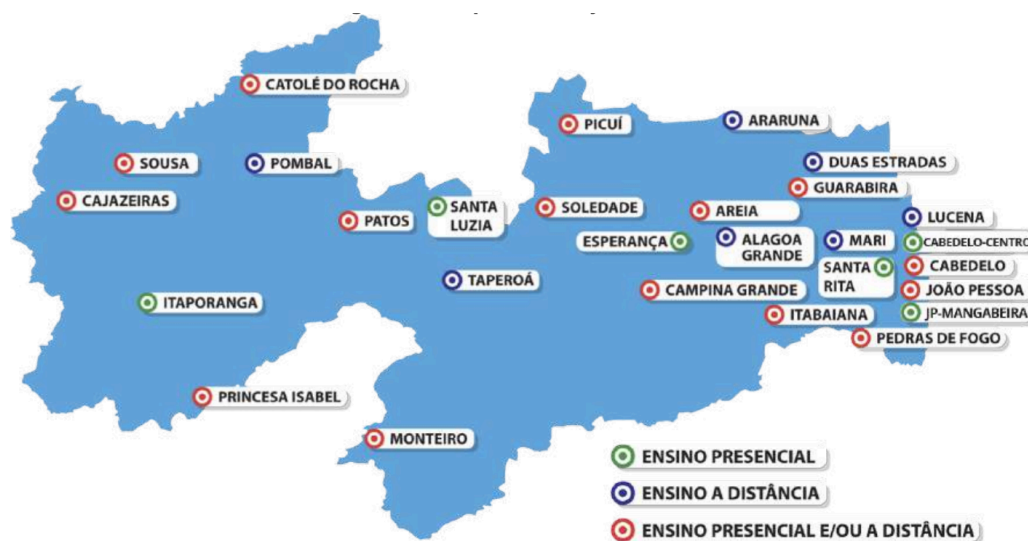 CATOLÉ DO ROCHA
PICUÍ
ARARUNA
SOUSA
POMBAL
DUAS ESTRADAS
GUARABIRA
CAJAZEIRAS
PATOS
SANTA
LUZIA
SOLEDADE
AREIA
LUCENA
ESPERANÇA
ALAGOA
GRANDE
MARI
CABEDELO-CENTRO
SANTA
RITA
CABEDELO
TAPEROÁ
CAMPINA GRANDE
JOÃO PESSOA
ITAPORANGA
ITABAIANA
JP-MANGABEIRA
PEDRAS DE FOGO
PRINCESA ISABEL
MONTEIRO
ENSINO PRESENCIAL
ENSINO A DISTÂNCIA
ENSINO PRESENCIAL E/OU A DISTÂNCIA